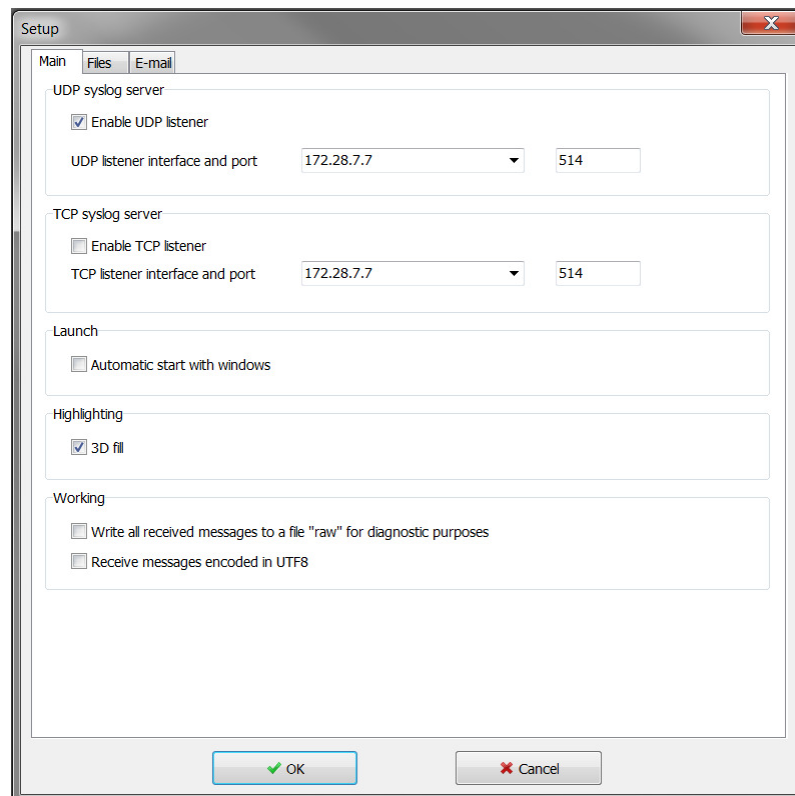 Setup
Main Files E-mail
UDP syslog server
Enable UDP listener
UDP listener interface and port 172.28.7.7 514
TCP syslog server
Enable TCP listener
TCP listener interface and port 172.28.7.7 514
Launch
Automatic start with windows
Highlighting
3D fill
Working
Write all received messages to a file "raw" for diagnostic purposes
Receive messages encoded in UTF8
OK Cancel